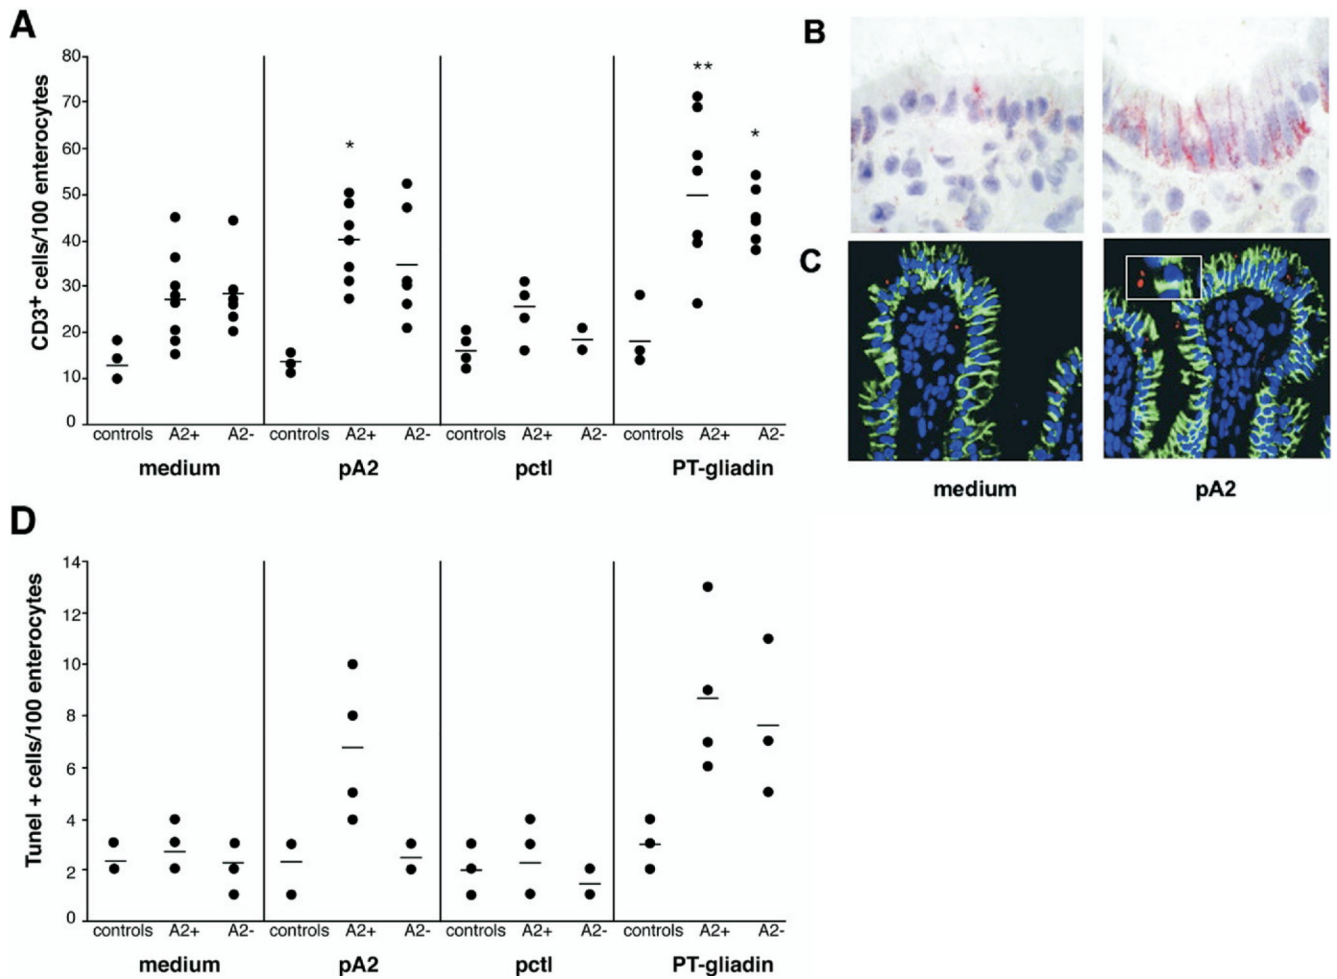 A
CD3+ cells/100 enterocytes
80
70
60
50
40
30
20
10
0
*
**
*
controls A2+ A2- controls A2+ A2- controls A2+ A2- controls A2+ A2-
medium pA2 pctl PT-gliadin
B
C
medium pA2
D
Tunel + cells/100 enterocytes
14
12
10
8
6
4
2
0
controls A2+ A2- controls A2+ A2- controls A2+ A2- controls A2+ A2-
medium pA2 pctl PT-gliadin